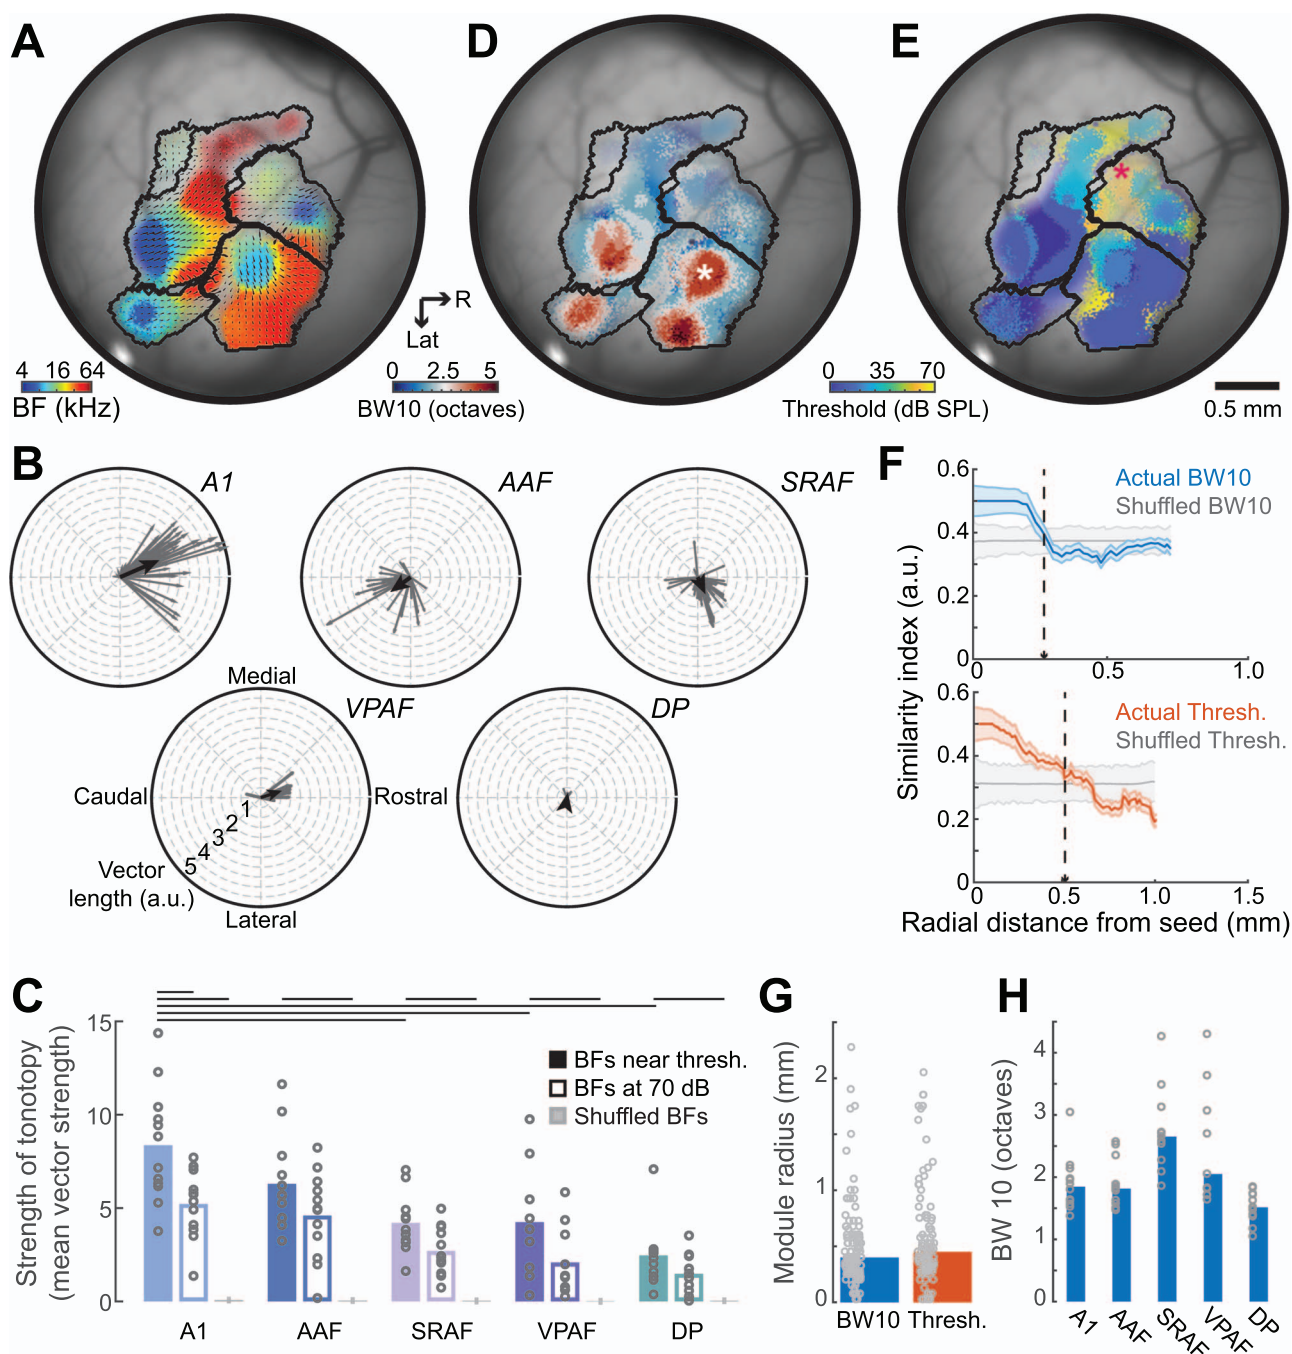 A
D
E
R
Lat
4 16 64
BF (kHz)
0 2.5 5
BW10 (octaves)
0 35 70
Threshold (dB SPL)
0.5 mm
*
*
B
A1
AAF
SRAF
VPAF
DP
Medial
Caudal
Rostral
Lateral
1
2
3
4
5
Vector
length (a.u.)
F
0.6
0.4
0.2
0
Actual BW10
Shuffled BW10
0 0.5 1.0
0.6
0.4
0.2
0
Actual Thresh.
Shuffled Thresh.
0 0.5 1.0 1.5
Similarity index (a.u.)
Radial distance from seed (mm)
C
Strength of tonotopy
(mean vector strength)
15
10
5
0
BFs near thresh.
BFs at 70 dB
Shuffled BFs
A1 AAF SRAF VPAF DP
G
Module radius (mm)
2
1
0
BW10 Thresh.
H
BW 10 (octaves)
4
3
2
1
0
A1 AAF SRAF VPAF DP